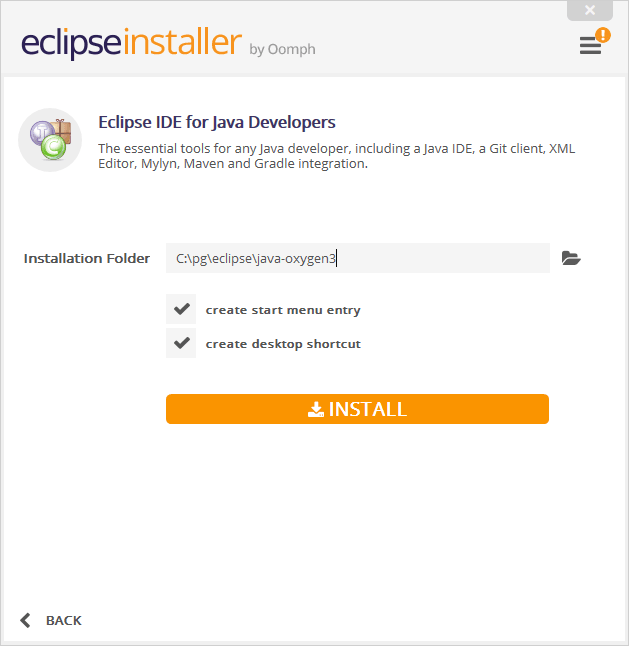 eclipseinstaller by Oomph
!
Eclipse IDE for Java Developers
The essential tools for any Java developer, including a Java IDE, a Git client, XML
Editor, Mylyn, Maven and Gradle integration.
J
C
Installation Folder C:\pg\eclipse\java-oxygen3
create start menu entry
create desktop shortcut
INSTALL
BACK